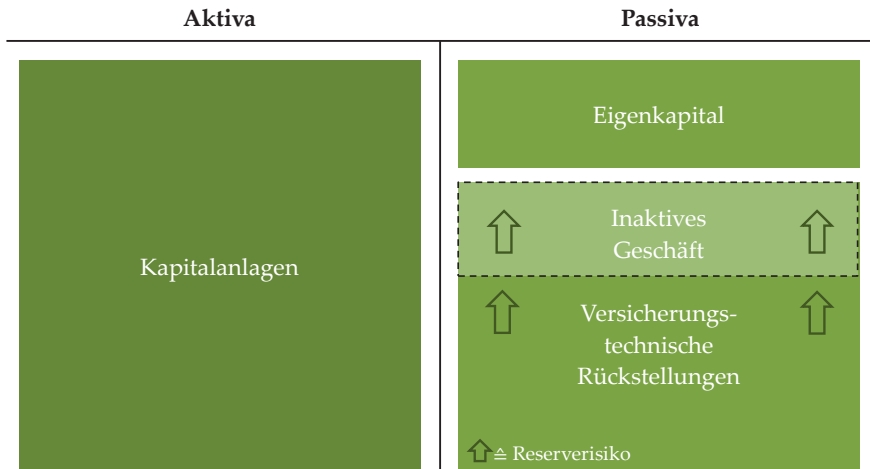 Aktiva
Passiva
Kapitalanlagen
Eigenkapital
Inaktives
Geschäft
Versicherungs-
technische
Rückstellungen
≙ Reserverisiko